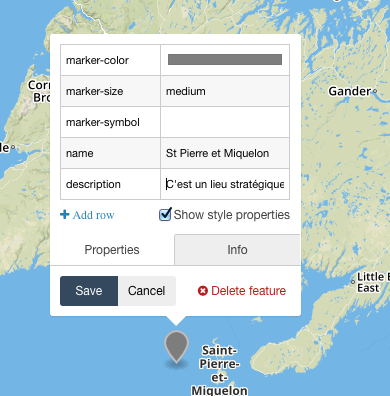 marker-color
marker-size medium
marker-symbol
name St Pierre et Miquelon
description C'est un lieu stratégique
Add row Show style properties
Properties Info
Save Cancel Delete feature
Corn
Bro
Gander
le
Little B
East
Saint-
Pierre-
et-
Miquelon